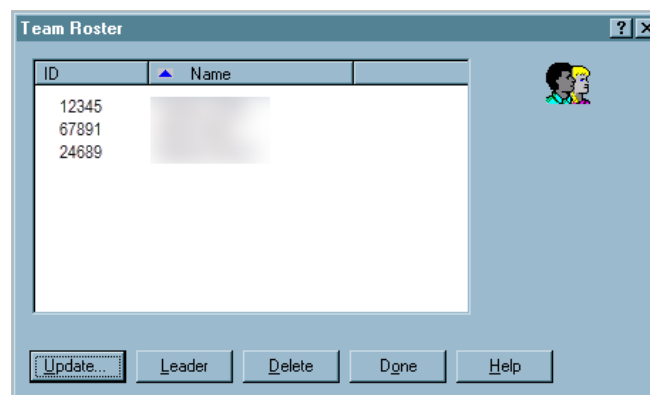 Team Roster
ID Name
12345
67891
24689
Update... Leader Delete Done Help